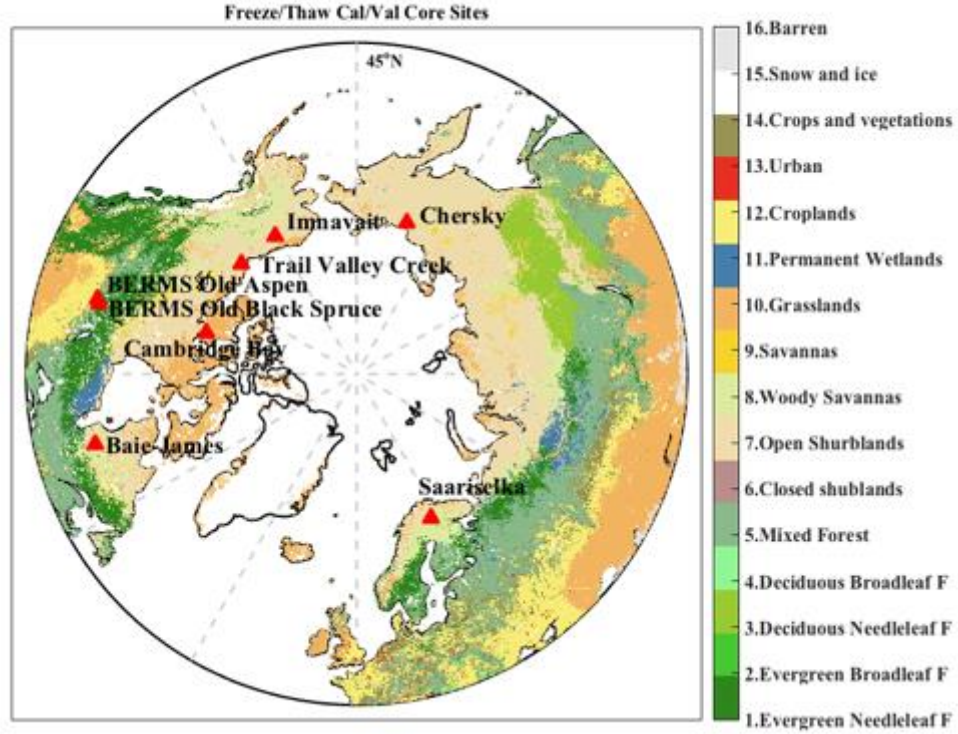 Freeze/Thaw Cal/Val Core Sites
45°N
Imnavait
Chersky
Trail Valley Creek
BERMS Old Aspen
BERMS Old Black Spruce
Cambridge Bay
Baie-James
Saariselka
16.Barren
15.Snow and ice
14.Crops and vegetations
13.Urban
12.Croplands
11.Permanent Wetlands
10.Grasslands
9.Savannas
8.Woody Savannas
7.Open Shurblands
6.Closed shublands
5.Mixed Forest
4.Deciduous Broadleaf F
3.Deciduous Needleleaf F
2.Evergreen Broadleaf F
1.Evergreen Needleleaf F